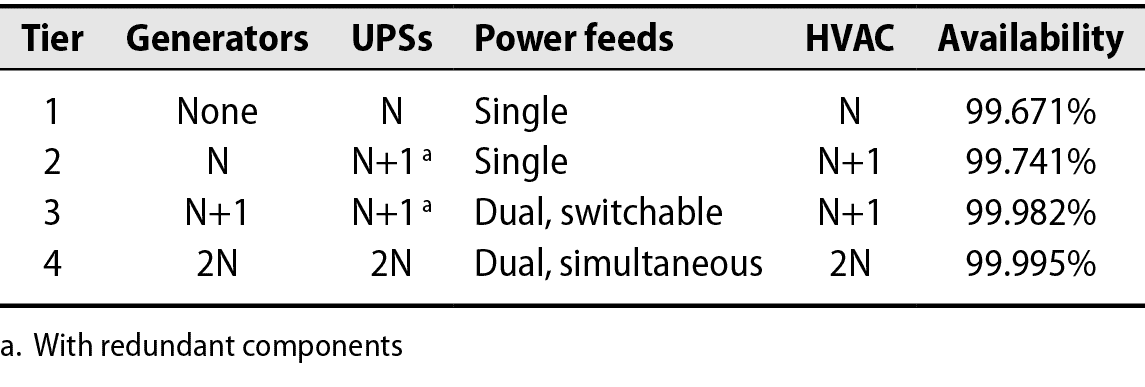 Tier Generators UPSs Power feeds HVAC Availability
1 None N Single N 99.671%
2 N N+1 a Single N+1 99.741%
3 N+1 N+1 a Dual, switchable N+1 99.982%
4 2N 2N Dual, simultaneous 2N 99.995%
a. With redundant components